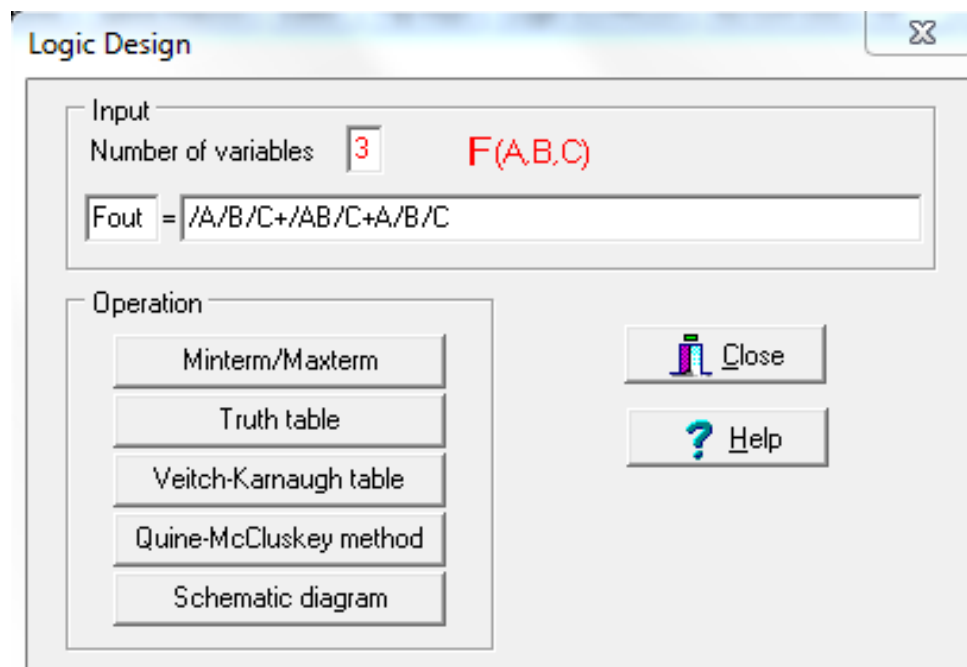 Logic Design
Input
Number of variables 3 F(A,B,C)
Fout = /A/B/C+/AB/C+A/B/C
Operation
Minterm/Maxterm
Truth table
Veitch-Karnaugh table
Quine-McCluskey method
Schematic diagram
Close
? Help